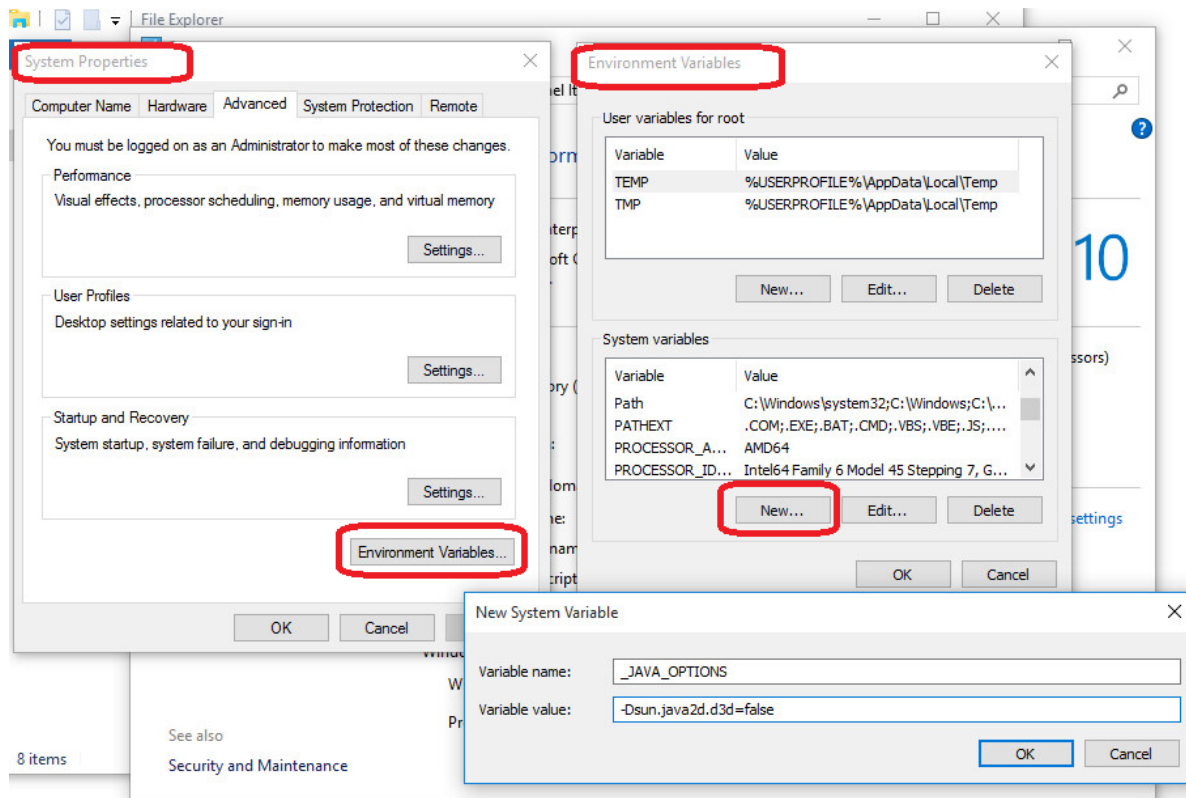 File Explorer
System Properties
Computer Name Hardware Advanced System Protection Remote
You must be logged on as an Administrator to make most of these changes.
Performance
Visual effects, processor scheduling, memory usage, and virtual memory
Settings...
User Profiles
Desktop settings related to your sign-in
Settings...
Startup and Recovery
System startup, system failure, and debugging information
Settings...
Environment Variables...
OK Cancel
Environment Variables
User variables for root
Variable Value
TEMP %USERPROFILE%\AppData\Local\Temp
TMP %USERPROFILE%\AppData\Local\Temp
New... Edit... Delete
System variables
Variable Value
Path C:\Windows\system32;C:\Windows;C:\...
PATHEXT .COM;.EXE;.BAT;.CMD;.VBS;.VBE;.JS;....
PROCESSOR_A... AMD64
PROCESSOR_ID... Intel64 Family 6 Model 45 Stepping 7, G...
New... Edit... Delete
OK Cancel
10
ssors)
settings
New System Variable
Variable name: _JAVA_OPTIONS
Variable value: -Dsun.java2d.d3d=false
OK Cancel
See also
Security and Maintenance
8 items